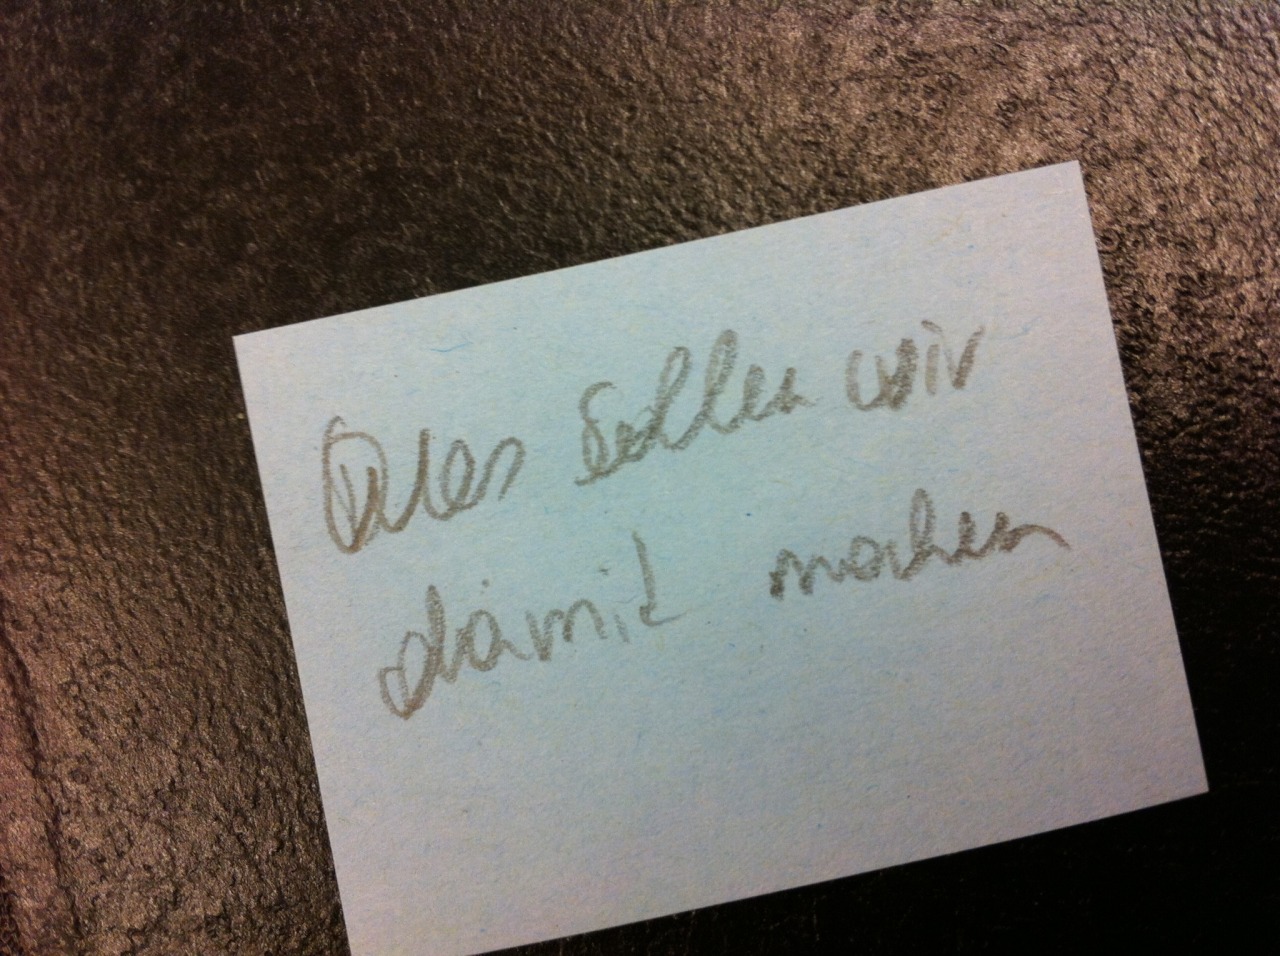 Was sollen wir
damit machen